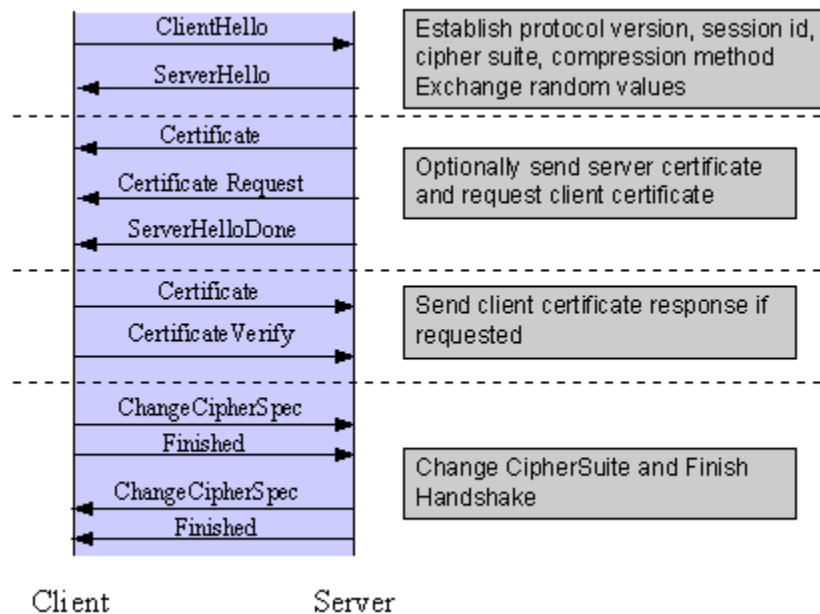 ClientHello
ServerHello
Establish protocol version, session id,
cipher suite, compression method
Exchange random values
Certificate
Certificate Request
ServerHelloDone
Optionally send server certificate
and request client certificate
Certificate
CertificateVerify
Send client certificate response if
requested
ChangeCipherSpec
Finished
ChangeCipherSpec
Finished
Change CipherSuite and Finish
Handshake
Client
Server